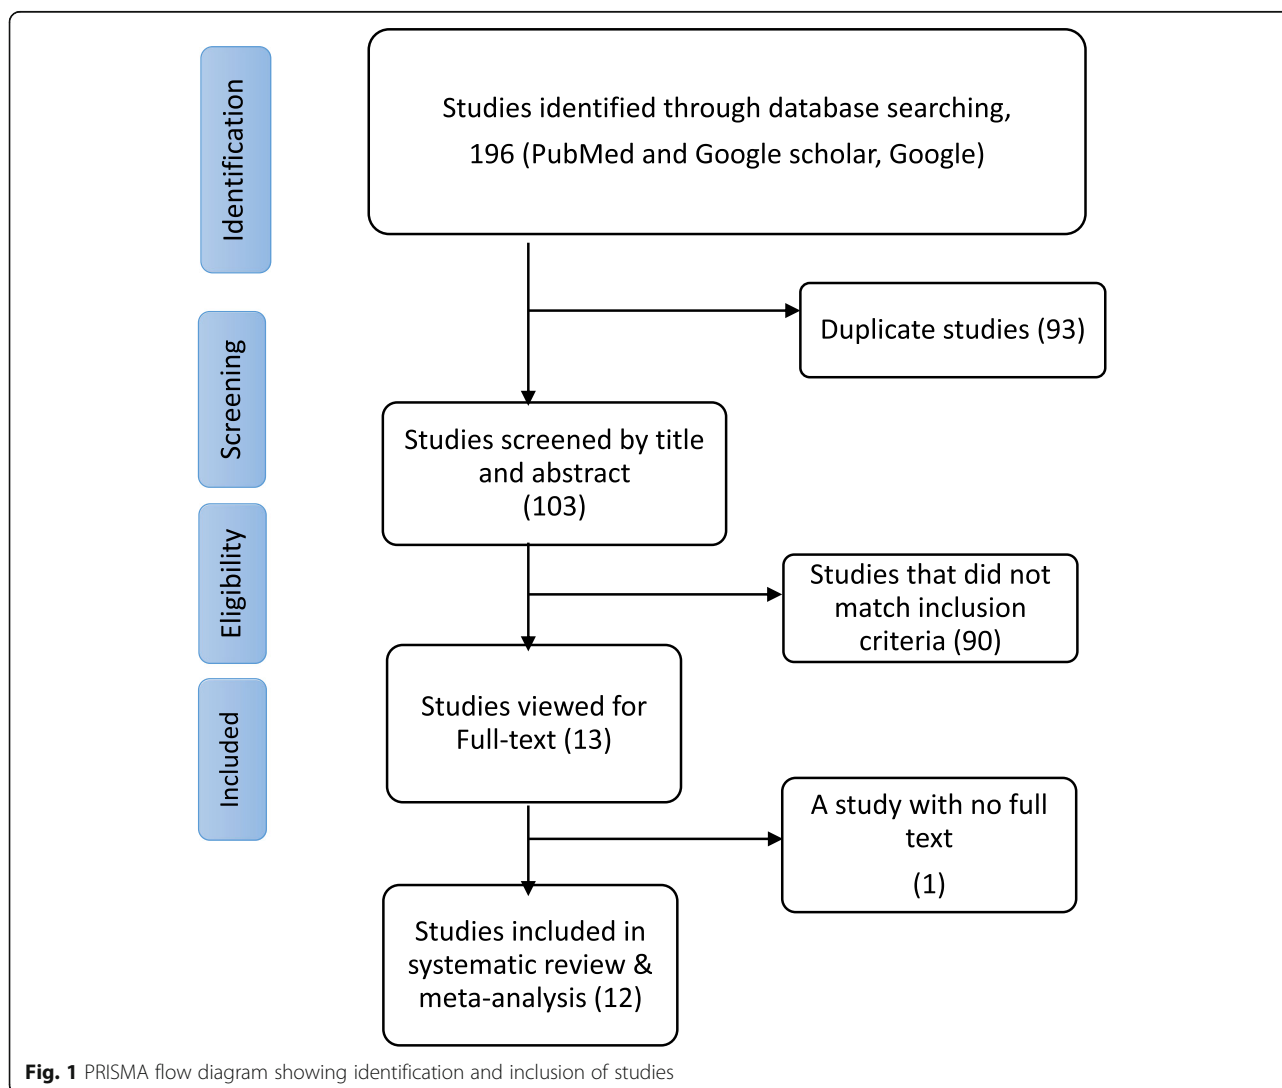 Identification
Studies identified through database searching,
196 (PubMed and Google scholar, Google)
Duplicate studies (93)
Screening
Studies screened by title
and abstract
(103)
Eligibility
Studies that did not
match inclusion
criteria (90)
Studies viewed for
Full-text (13)
Included
A study with no full
text
(1)
Studies included in
systematic review &
meta-analysis (12)
Fig. 1 PRISMA flow diagram showing identification and inclusion of studies